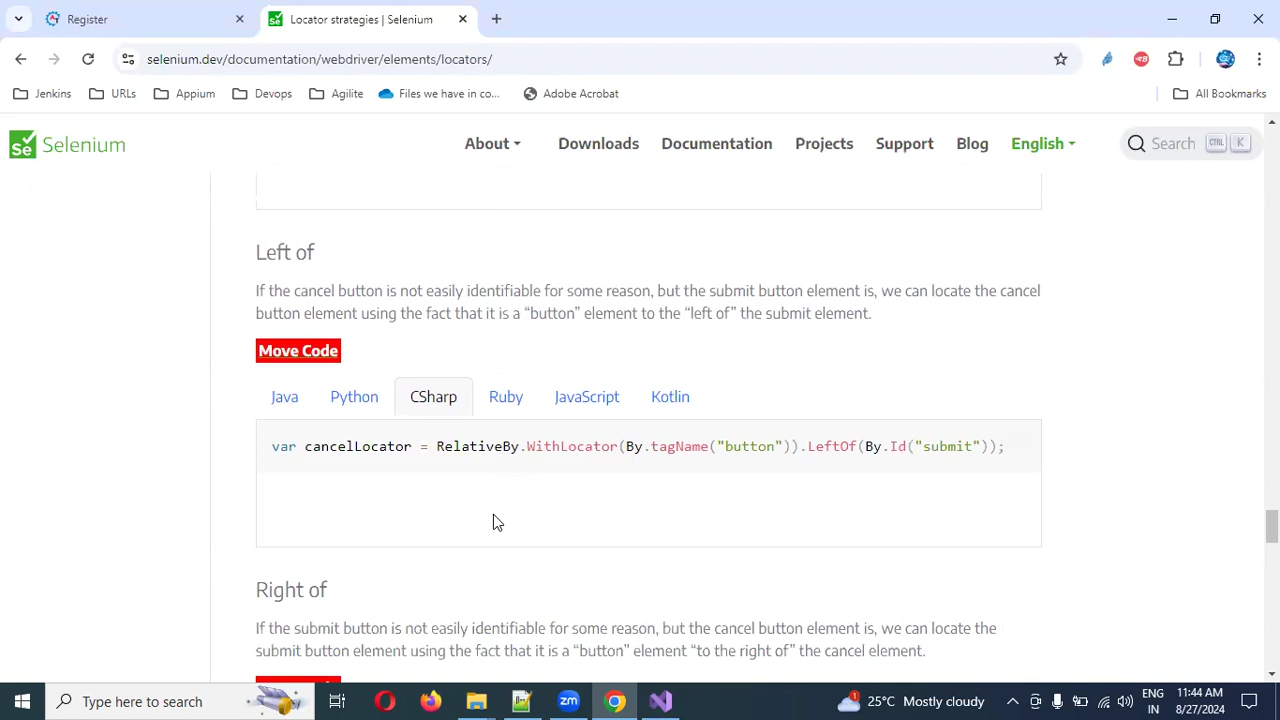 Register
Locator strategies | Selenium
selenium.dev/documentation/webdriver/elements/locators/
Jenkins
URLs
Appium
Devops
Agilite
Files we have in co...
Adobe Acrobat
All Bookmarks
Se Selenium
About
Downloads
Documentation
Projects
Support
Blog
English
Search CTRL K
Left of
If the cancel button is not easily identifiable for some reason, but the submit button element is, we can locate the cancel
button element using the fact that it is a “button” element to the “left of” the submit element.
Move Code
Java
Python
CSharp
Ruby
JavaScript
Kotlin
var cancelLocator = RelativeBy.WithLocator(By.tagName("button")).LeftOf(By.Id("submit"));
Right of
If the submit button is not easily identifiable for some reason, but the cancel button element is, we can locate the
submit button element using the fact that it is a “button” element “to the right of” the cancel element.
Type here to search
1
25°C Mostly cloudy
ENG
IN
11:44 AM
8/27/2024